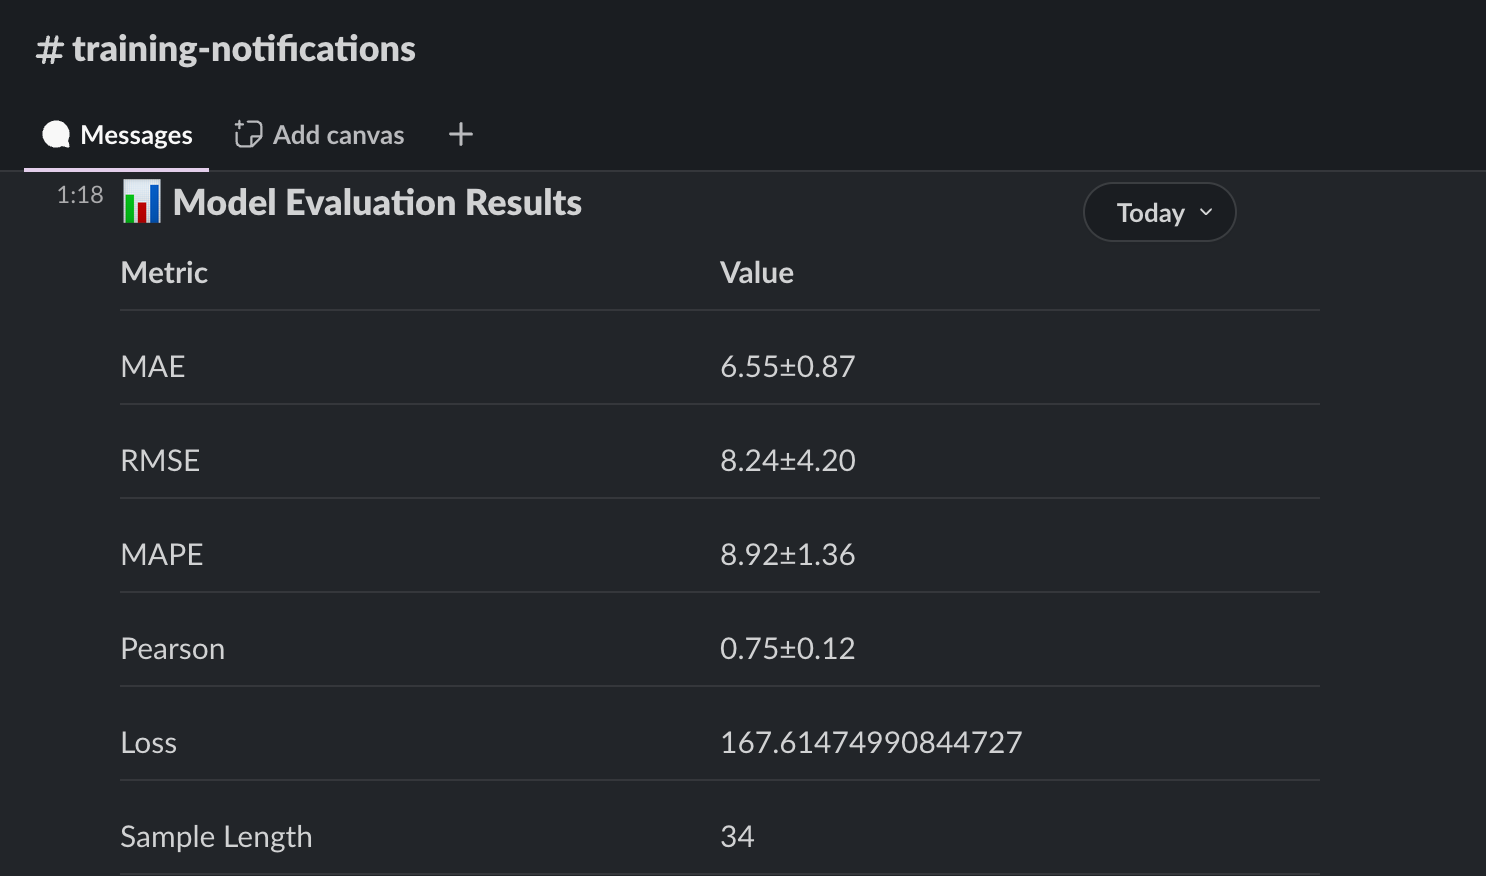 # training-notifications
Messages Add canvas +
1:18 📊 Model Evaluation Results Today
Metric Value
MAE 6.55±0.87
RMSE 8.24±4.20
MAPE 8.92±1.36
Pearson 0.75±0.12
Loss 167.61474990844727
Sample Length 34